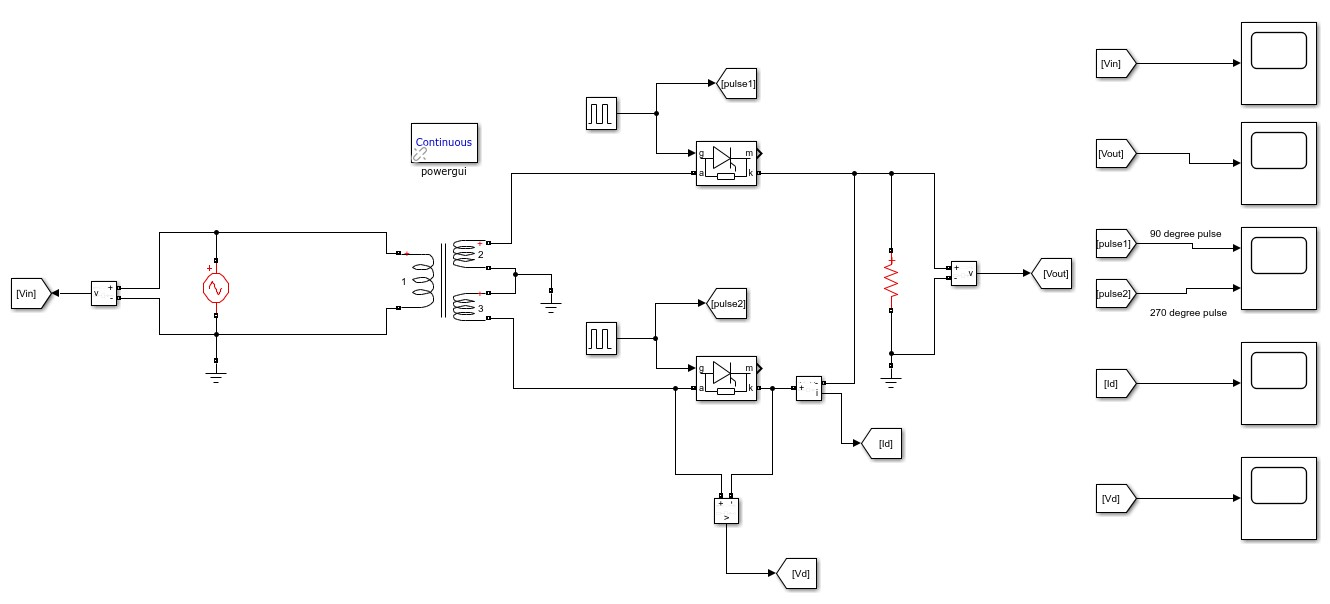 [pulse1]
[Vin]
Continuous
powergui
g
m
a
k
[Vout]
[pulse1]
90 degree pulse
[pulse2]
270 degree pulse
+
2
1
+
3
+
[Vin]
v
+
-
[pulse2]
+
+
-
v
[Vout]
g
m
a
k
+
-
i
[Id]
[Id]
+
-
v
[Vd]
[Vd]